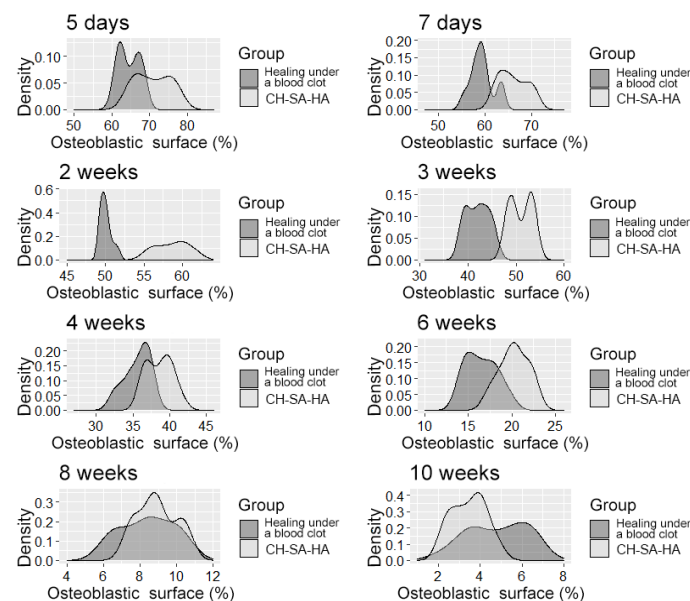 5 days
Density
0.10
0.05
0.00
50 60 70 80
Osteoblastic surface (%)
Group
Healing under
a blood clot
CH-SA-HA
7 days
Density
0.20
0.15
0.10
0.05
0.00
50 60 70
Osteoblastic surface (%)
Group
Healing under
a blood clot
CH-SA-HA
2 weeks
Density
0.6
0.4
0.2
0.0
45 50 55 60
Osteoblastic surface (%)
Group
Healing under
a blood clot
CH-SA-HA
3 weeks
Density
0.15
0.10
0.05
0.00
30 40 50 60
Osteoblastic surface (%)
Group
Healing under
a blood clot
CH-SA-HA
4 weeks
Density
0.20
0.15
0.10
0.05
0.00
30 35 40 45
Osteoblastic surface (%)
Group
Healing under
a blood clot
CH-SA-HA
6 weeks
Density
0.20
0.15
0.10
0.05
0.00
10 15 20 25
Osteoblastic surface (%)
Group
Healing under
a blood clot
CH-SA-HA
8 weeks
Density
0.3
0.2
0.1
0.0
4 6 8 10 12
Osteoblastic surface (%)
Group
Healing under
a blood clot
CH-SA-HA
10 weeks
Density
0.4
0.3
0.2
0.1
0.0
2 4 6 8
Osteoblastic surface (%)
Group
Healing under
a blood clot
CH-SA-HA